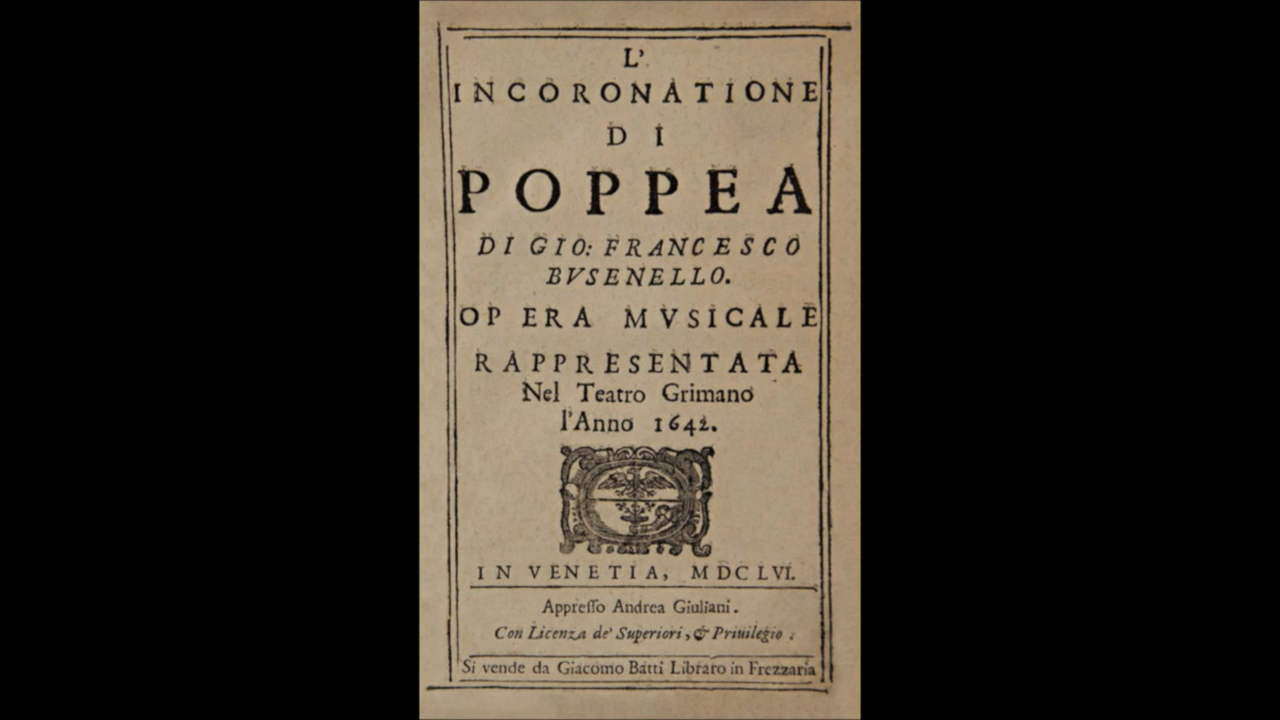 L'
INCORONATIONE
DI
POPPEA
DI GIO: FRANCESCO
BVSENELLO.
OPERA MVSICALE
RAPPRESENTATA
Nel Teatro Grimano
l'Anno 1642.
IN VENETIA, MDCLVI.
Appreſſo Andrea Giuliani.
Con Licenza de' Superiori, & Priuilegio.
Si vende da Giacomo Batti Libraro in Frezzaria